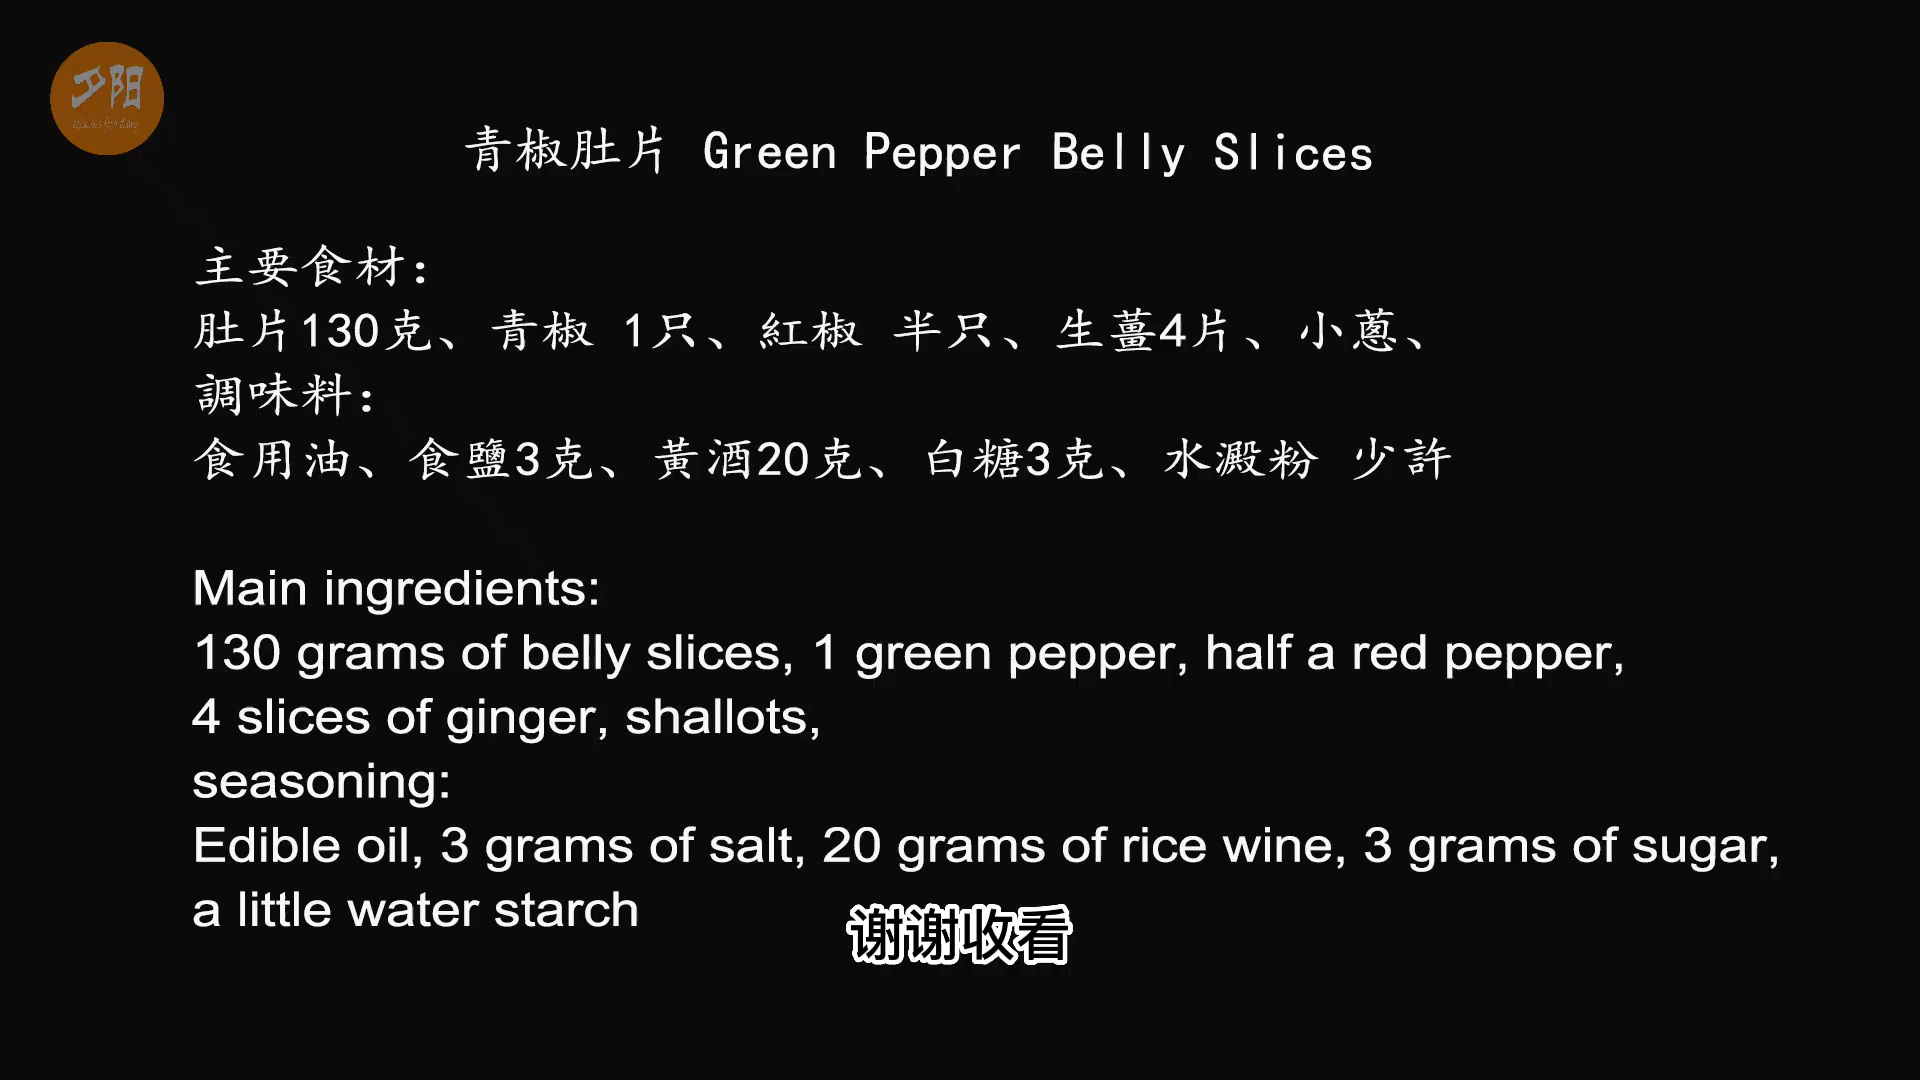 夕阳
青椒肚片 Green Pepper Belly Slices
主要食材：
肚片130克、青椒 1只、紅椒 半只、生薑4片、小蔥、
調味料：
食用油、食鹽3克、黃酒20克、白糖3克、水澱粉 少許
Main ingredients:
130 grams of belly slices, 1 green pepper, half a red pepper,
4 slices of ginger, shallots,
seasoning:
Edible oil, 3 grams of salt, 20 grams of rice wine, 3 grams of sugar,
a little water starch
谢谢收看